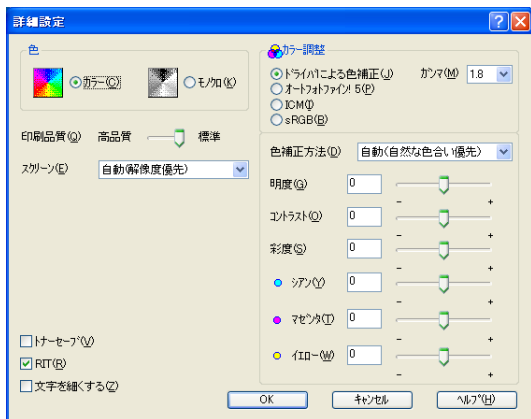 詳細設定
色
カラー(C)
モノクロ(K)
印刷品質(Q) 高品質 標準
スクリーン(E) 自動(解像度優先)
トナーセーブ(V)
RIT(R)
文字を細くする(Z)
カラー調整
ドライバによる色補正(J) ガンマ(M) 1.8
オートフォトファイン! 5(P)
ICM(I)
sRGB(B)
色補正方法(D) 自動(自然な色合い優先)
明度(G) 0
- +
コントラスト(O) 0
- +
彩度(S) 0
- +
シアン(Y) 0
- +
マゼンタ(T) 0
- +
イエロー(W) 0
- +
OK キャンセル ヘルプ(H)